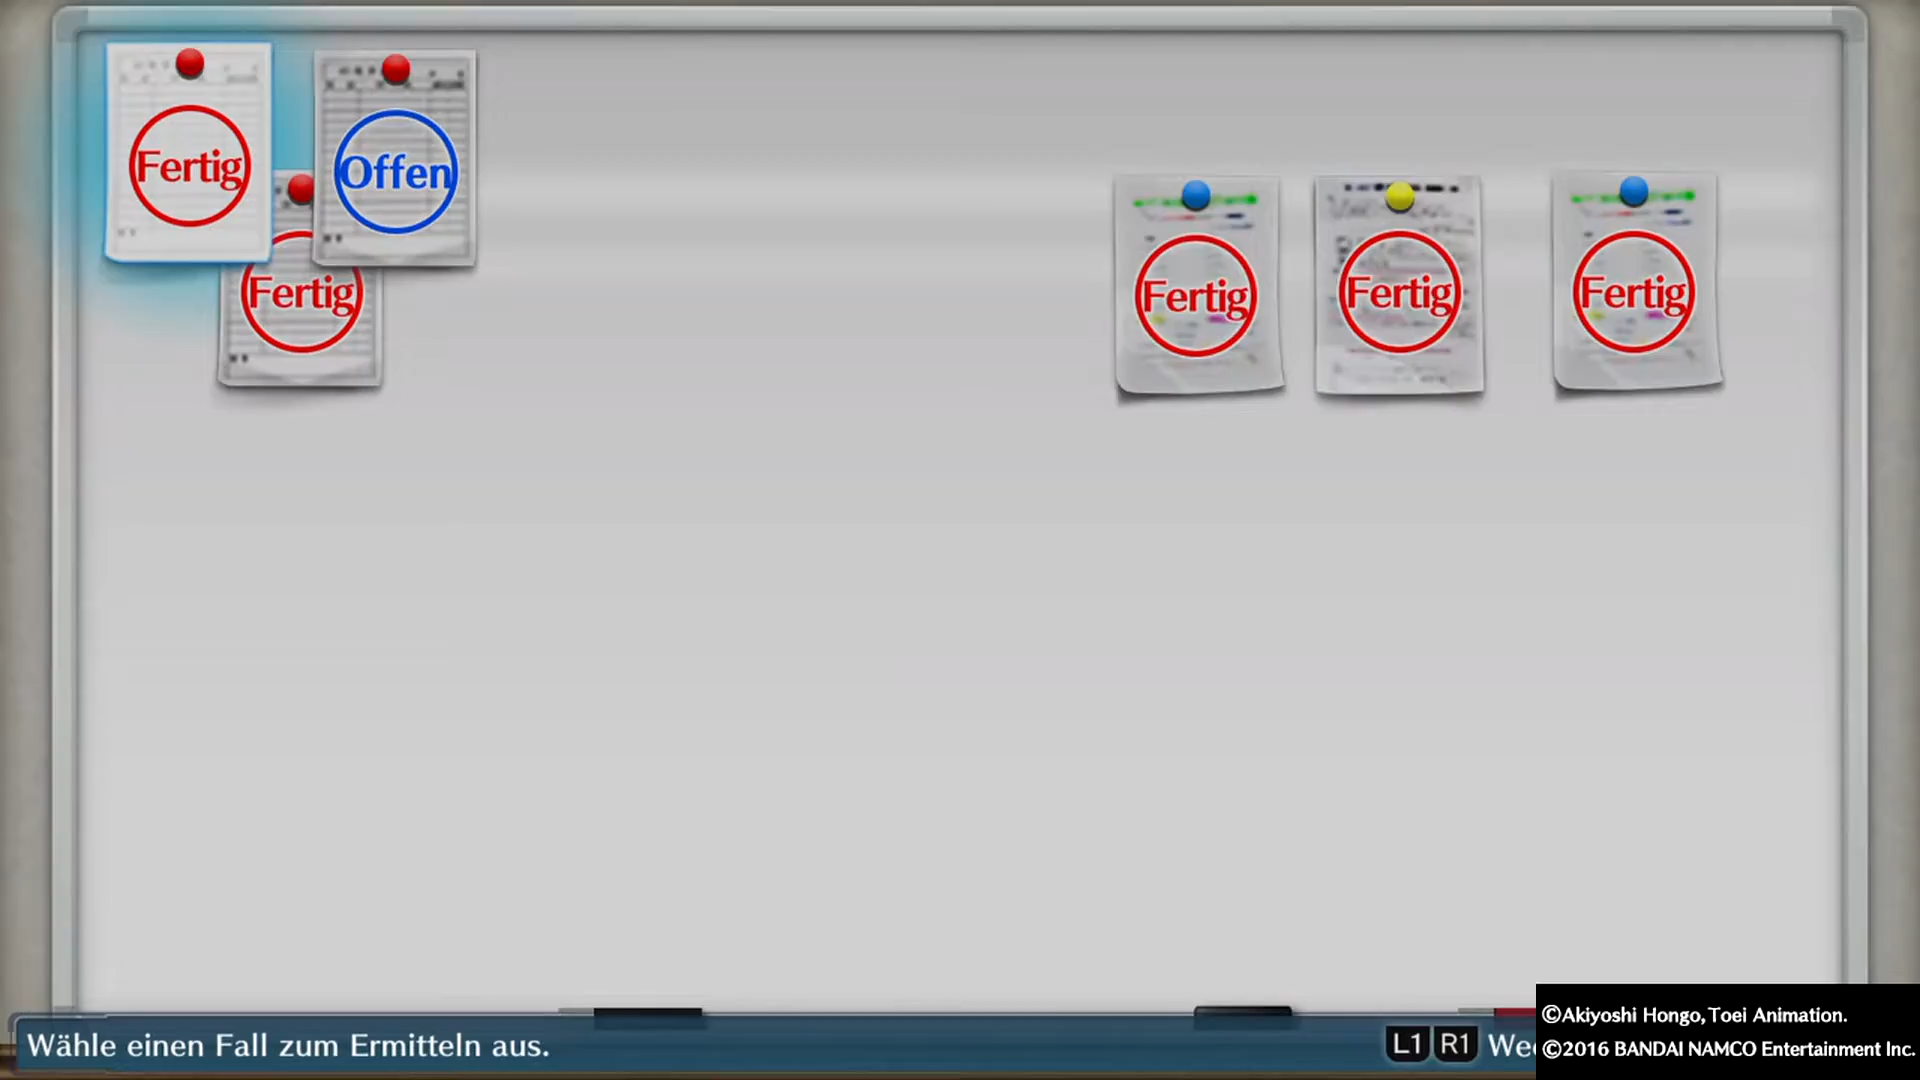 Fertig
Offen
Fertig
Fertig
Fertig
Fertig
Wähle einen Fall zum Ermitteln aus.
L1 R1
©Akiyoshi Hongo, Toei Animation.
©2016 BANDAI NAMCO Entertainment Inc.